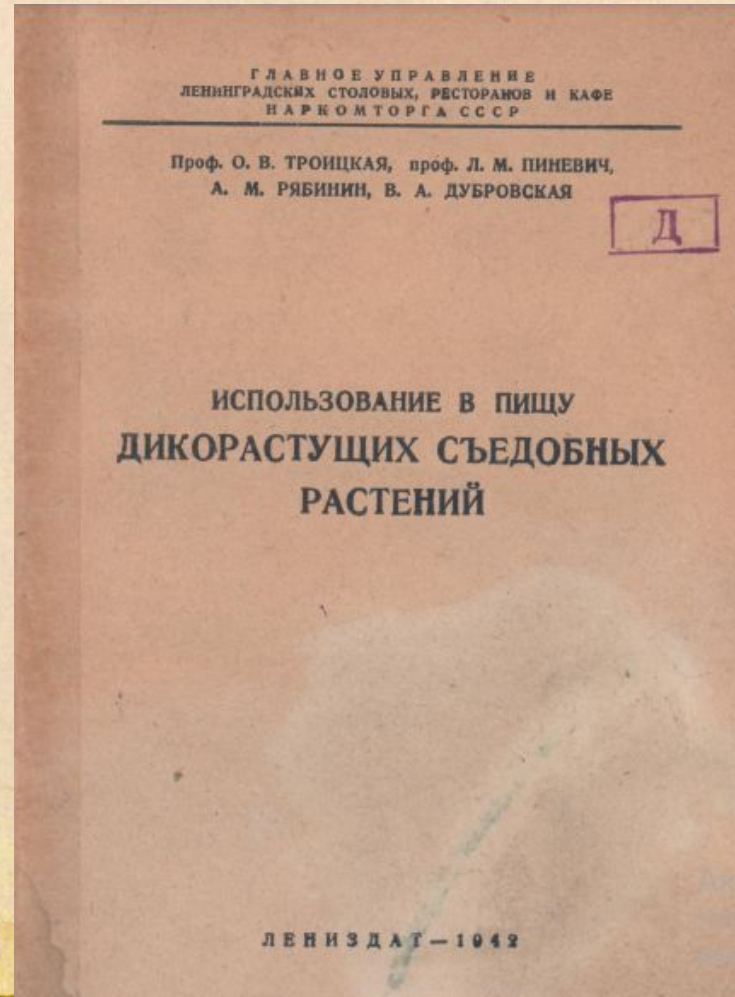 ГЛАВНОЕ УПРАВЛЕНИЕ
ЛЕНИНГРАДСКИХ СТОЛОВЫХ, РЕСТОРАНОВ И КАФЕ
НАРКОМТОРГА СССР
Проф. О. В. ТРОИЦКАЯ, проф. Л. М. ПИНЕВИЧ,
А. М. РЯБИНИН, В. А. ДУБРОВСКАЯ
Д
ИСПОЛЬЗОВАНИЕ В ПИЩУ
ДИКОРАСТУЩИХ СЪЕДОБНЫХ
РАСТЕНИЙ
ЛЕНИЗДАТ—1942